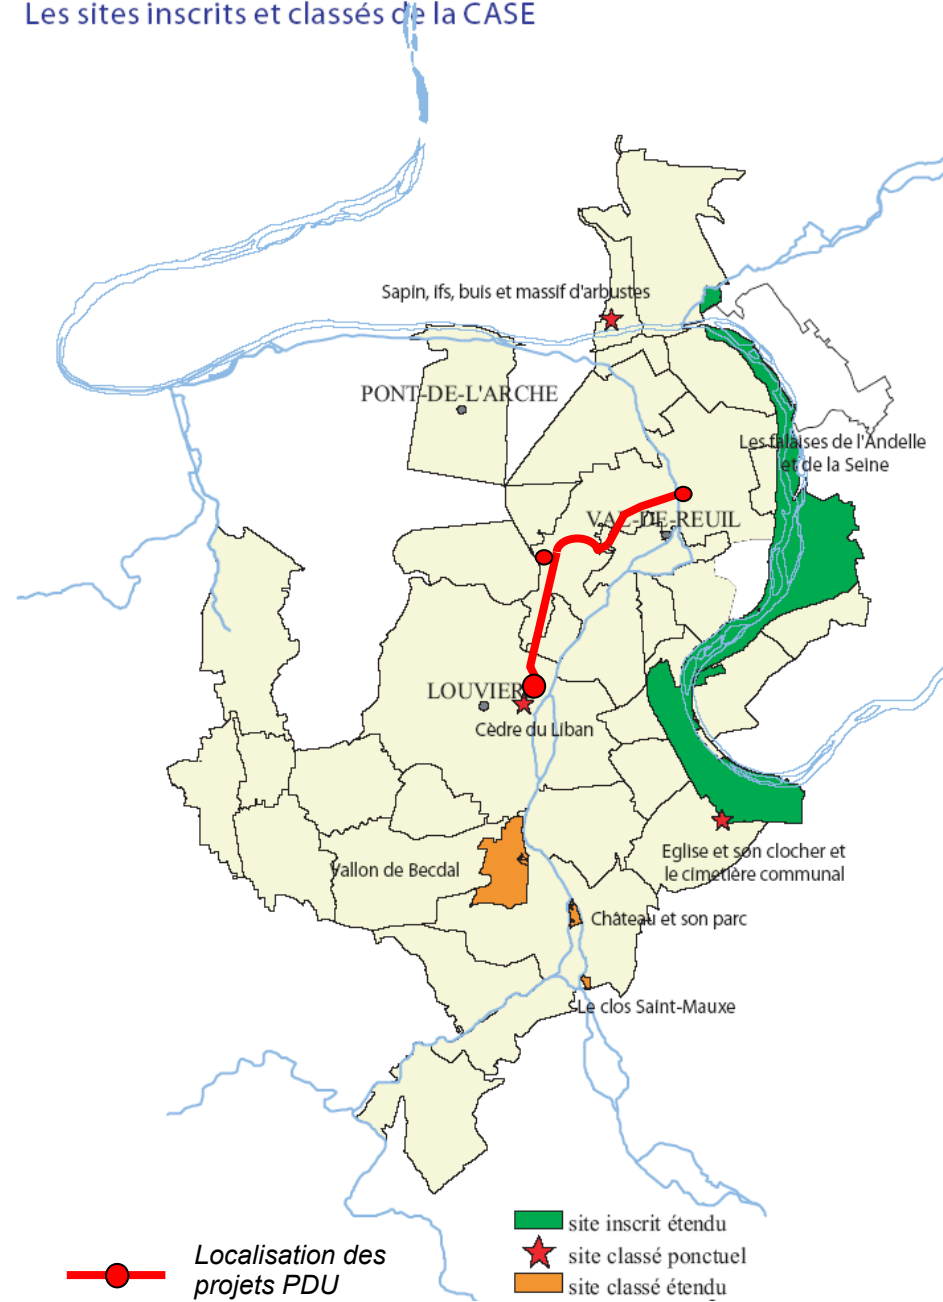 Les sites inscrits et classés de la CASE
Sapin, ifs, buis et massif d'arbustes
PONT-DE-L'ARCHE
Les falaises de l'Andelle
et de la Seine
VAL-DE-REUIL
LOUVIER
Cèdre du Liban
Eglise et son clocher et
le cimetière communal
Vallon de Becdal
Château et son parc
Le clos Saint-Mauxe
Localisation des
projets PDU
site inscrit étendu
site classé ponctuel
site classé étendu